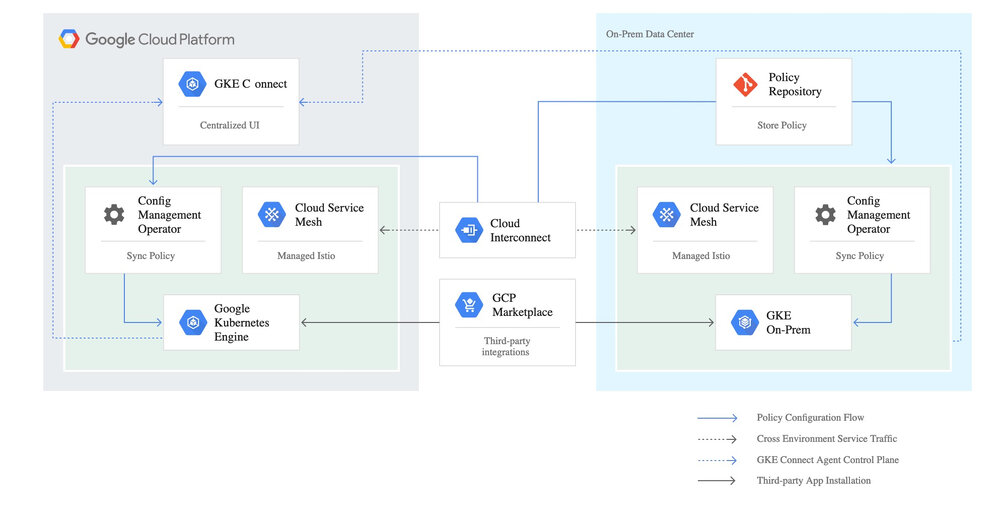 Google Cloud Platform
On-Prem Data Center
GKE C onnect
Centralized UI
Policy
Repository
Store Policy
Config
Management
Operator
Sync Policy
Cloud Service
Mesh
Managed Istio
Cloud
Interconnect
Cloud Service
Mesh
Managed Istio
Config
Management
Operator
Sync Policy
Google
Kubernetes
Engine
GCP
Marketplace
Third-party
integrations
GKE
On-Prem
Policy Configuration Flow
Cross Environment Service Traffic
GKE Connect Agent Control Plane
Third-party App Installation